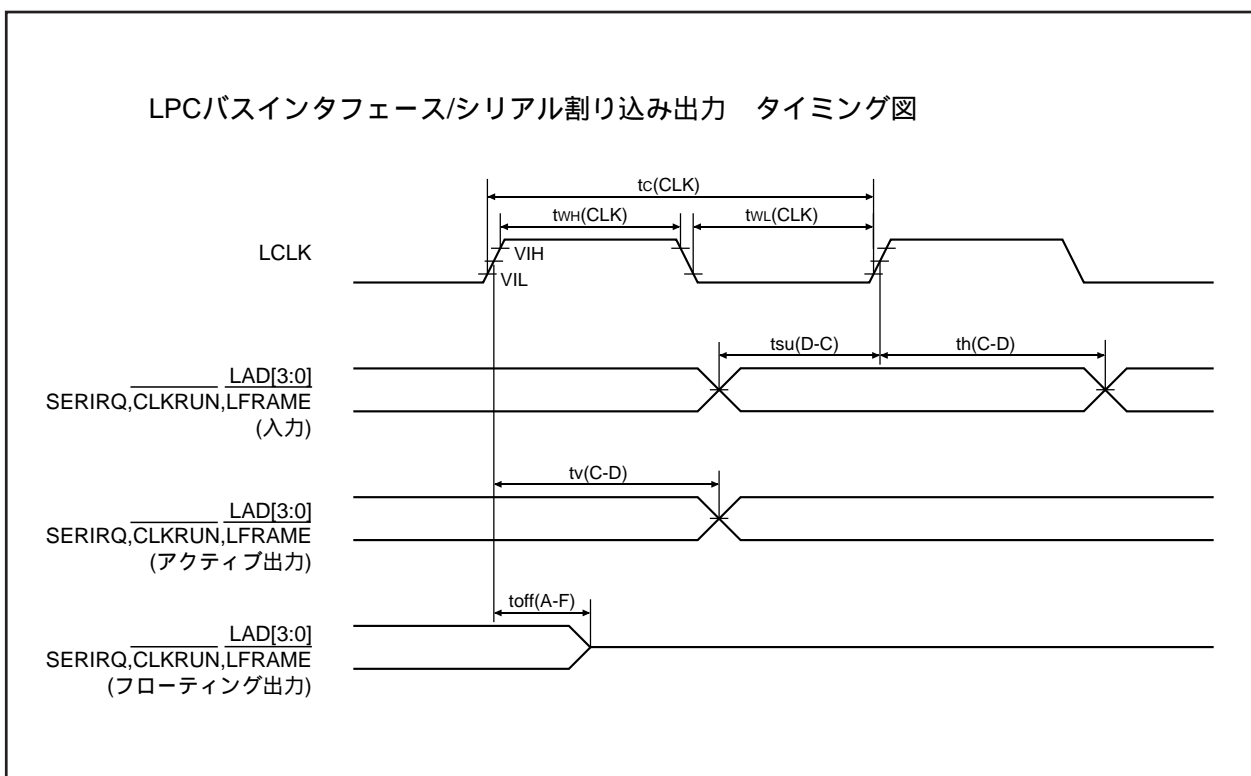 LPCバスインタフェース/シリアル割り込み出力　タイミング図
tC(CLK)
tWH(CLK)
tWL(CLK)
LCLK
VIH
VIL
tsu(D-C)
th(C-D)
LAD[3:0]
SERIRQ,CLKRUN,LFRAME
(入力)
tv(C-D)
LAD[3:0]
SERIRQ,CLKRUN,LFRAME
(アクティブ出力)
toff(A-F)
LAD[3:0]
SERIRQ,CLKRUN,LFRAME
(フローティング出力)